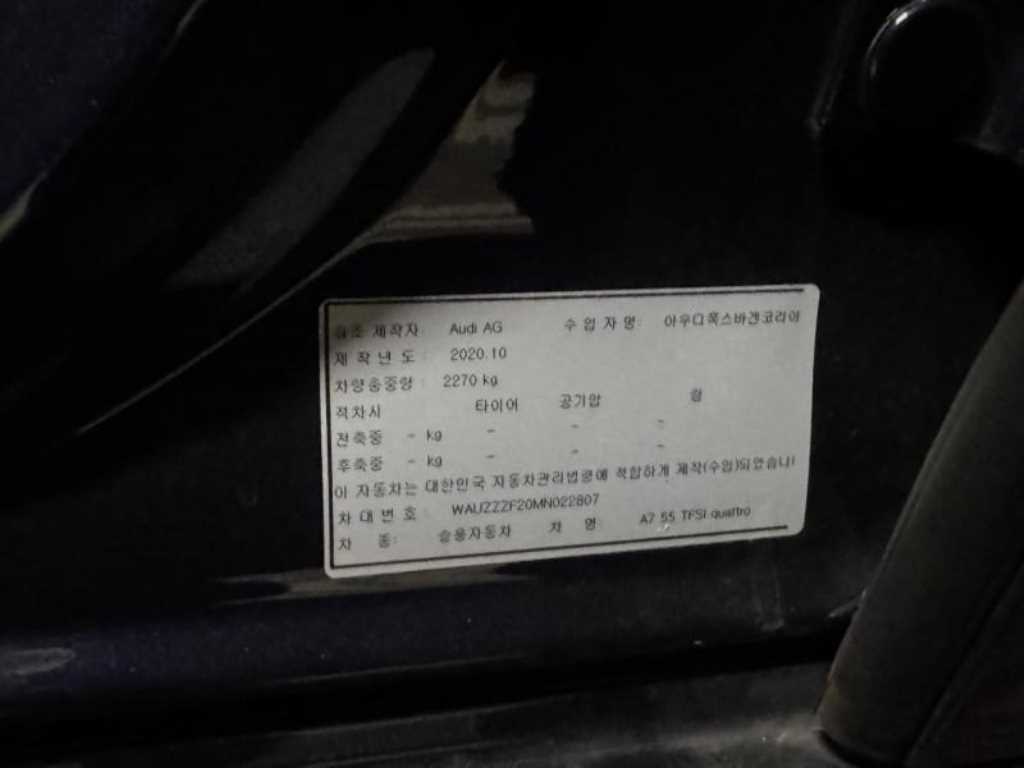 최초 제작자: Audi AG 수 입 자 명: 아우디폭스바겐코리아
제 작 년 도 : 2020.10
차량총중량 : 2270 kg
적차시 타이어 공기압 림
전축중 - kg - - -
후축중 - kg - - -
이 자동차는 대한민국 자동차관리법령에 적합하게 제작(수입)되었습니
차 대 번 호 : WAUZZZF20MN022807
차 종: 승용자동차 차 명: A7 55 TFSI quattro